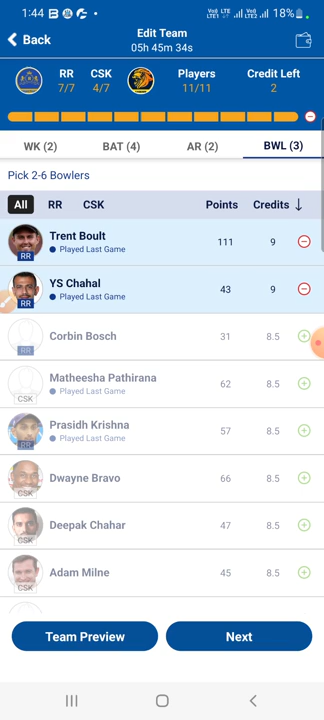 1:44
VoLTE1 LTE VoLTE2 18%
Edit Team
Back
05h 45m 34s
RR CSK Players Credit Left
7/7 4/7 11/11 2
WK (2) BAT (4) AR (2) BWL (3)
Pick 2-6 Bowlers
All RR CSK Points Credits ↓
Trent Boult
Played Last Game
RR
111 9
YS Chahal
Played Last Game
RR
43 9
Corbin Bosch
RR
31 8.5
Matheesha Pathirana
Played Last Game
CSK
62 8.5
Prasidh Krishna
Played Last Game
RR
57 8.5
Dwayne Bravo
CSK
66 8.5
Deepak Chahar
CSK
47 8.5
Adam Milne
CSK
45 8.5
Team Preview Next